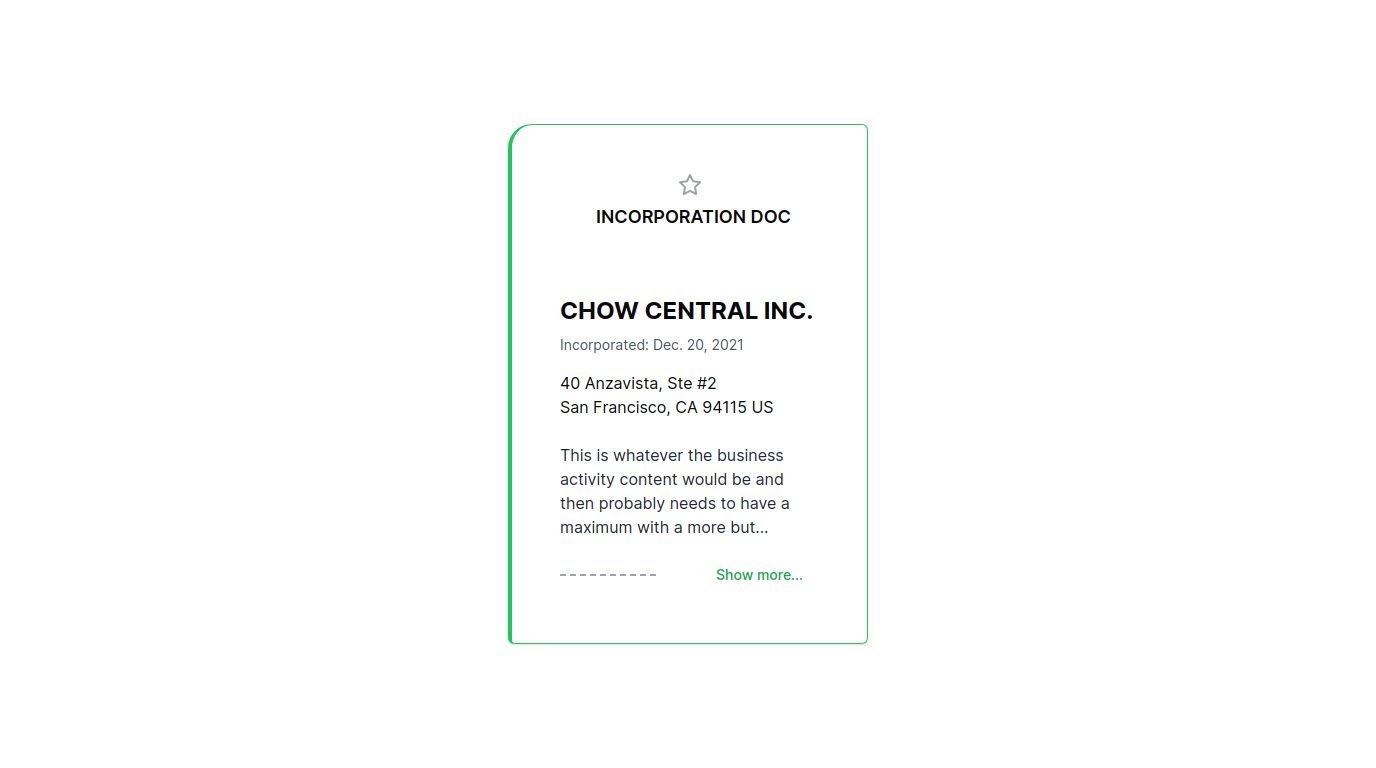 INCORPORATION DOC
CHOW CENTRAL INC.
Incorporated: Dec. 20, 2021
40 Anzavista, Ste #2
San Francisco, CA 94115 US
This is whatever the business
activity content would be and
then probably needs to have a
maximum with a more but...
Show more...